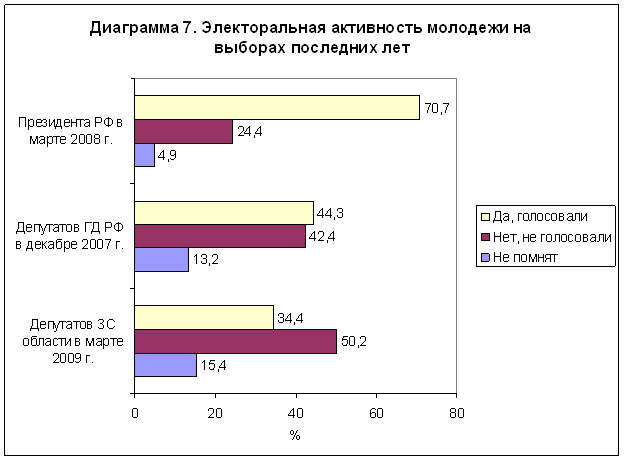 Диаграмма 7. Электоральная активность молодежи на
выборах последних лет
Президента РФ в
марте 2008 г.
70,7
24,4
4,9
Депутатов ГД РФ
в декабре 2007 г.
44,3
42,4
13,2
Депутатов ЗС
области в марте
2009 г.
34,4
50,2
15,4
0 20 40 60 80
%
Да, голосовали
Нет, не голосовали
Не помнят